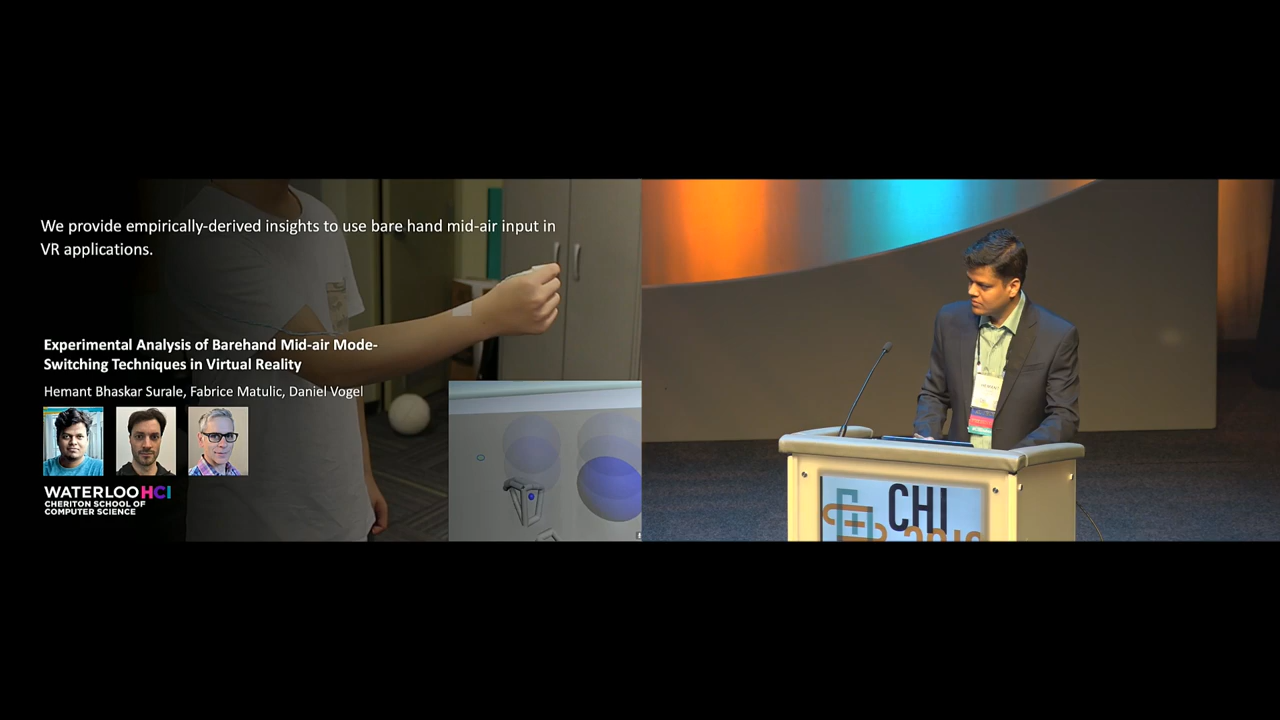 We provide empirically-derived insights to use bare hand mid-air input in
VR applications.
Experimental Analysis of Barehand Mid-air Mode-
Switching Techniques in Virtual Reality
Hemant Bhaskar Surale, Fabrice Matulic, Daniel Vogel
WATERLOO HCI
CHERITON SCHOOL OF
COMPUTER SCIENCE
CHI